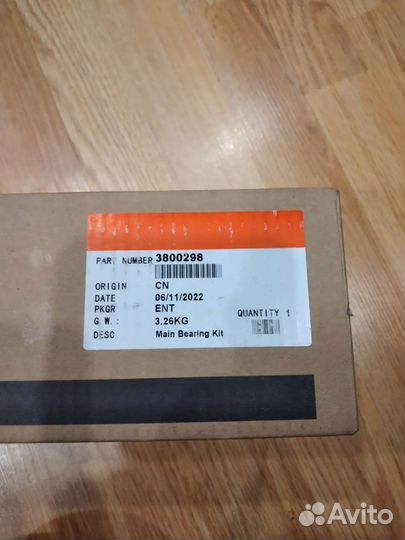 PART NUMBER 3800298
ORIGIN CN
DATE 06/11/2022
PKGR ENT
QUANTITY 1
G.W.: 3.26KG
DESC Main Bearing Kit
Avito